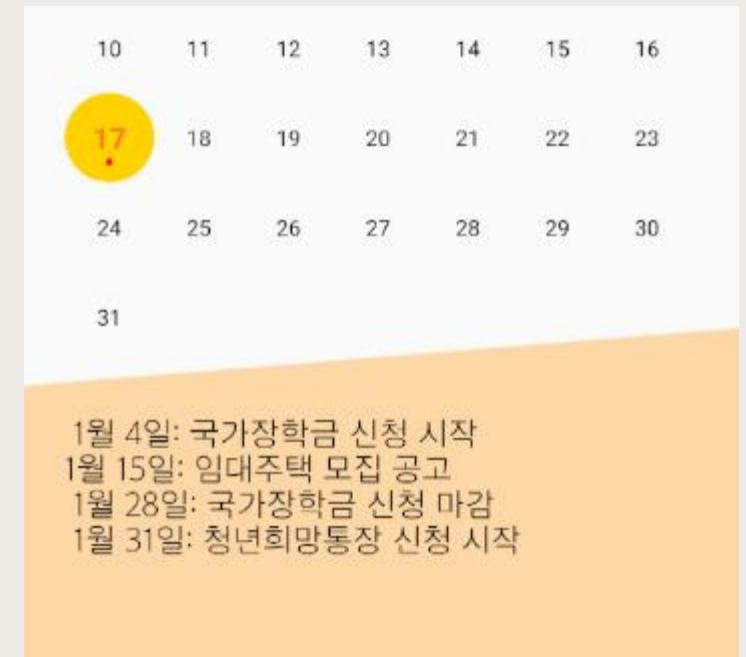 10 11 12 13 14 15 16
17 18 19 20 21 22 23
24 25 26 27 28 29 30
31
1월 4일: 국가장학금 신청 시작
1월 15일: 임대주택 모집 공고
1월 28일: 국가장학금 신청 마감
1월 31일: 청년희망통장 신청 시작